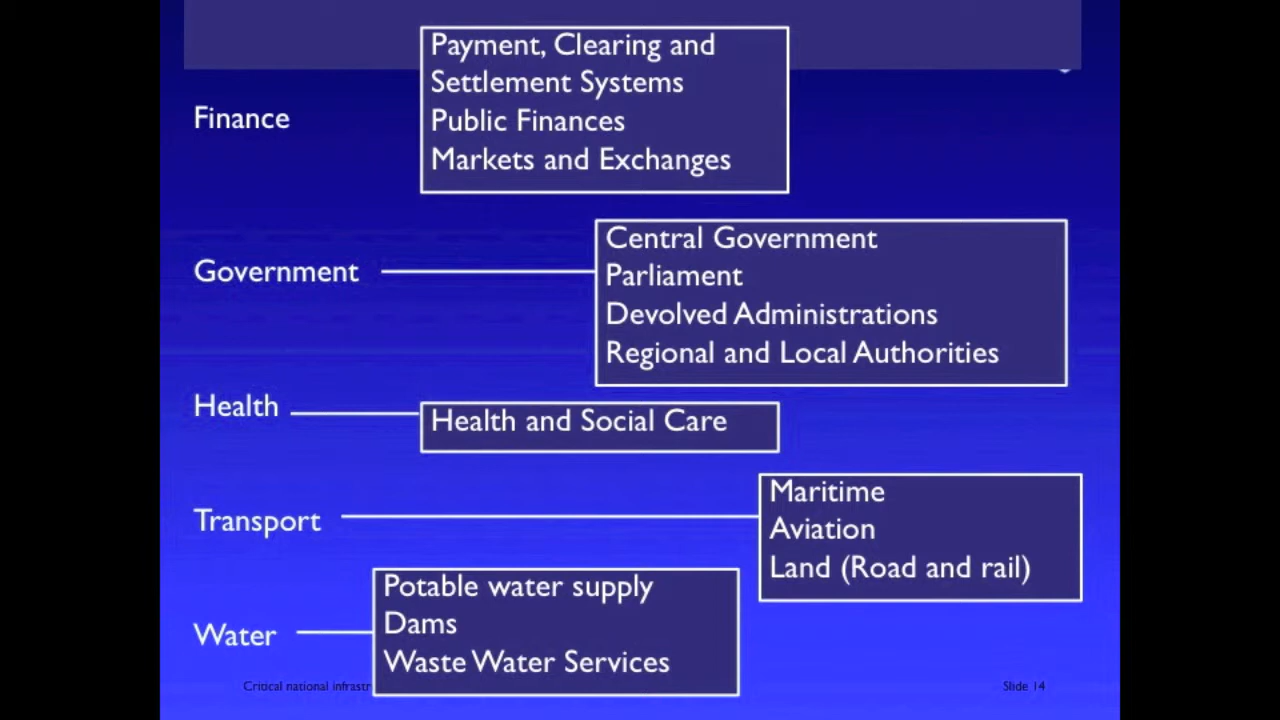 Payment, Clearing and
Settlement Systems
Public Finances
Markets and Exchanges
Finance
Central Government
Parliament
Devolved Administrations
Regional and Local Authorities
Government
Health
Health and Social Care
Maritime
Aviation
Land (Road and rail)
Transport
Potable water supply
Dams
Waste Water Services
Water
Critical national
Slide 14